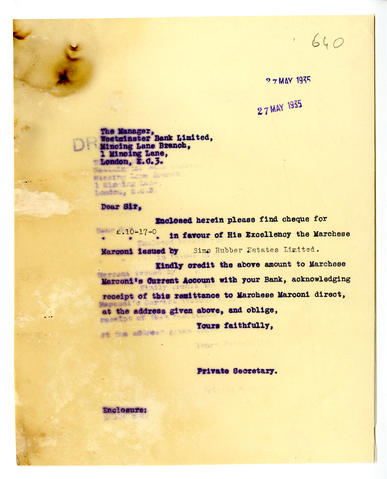 640
27 MAY 1935
27 MAY 1935
The Manager,
Westminster Bank Limited,
Mincing Lane Branch,
1 Mincing Lane,
London, E.C.3.
Dear Sir,
Enclosed herein please find cheque for
£.10-17-0 in favour of His Excellency the Marchese
Marconi issued by Simo Rubber Estates Limited.
Kindly credit the above amount to Marchese
Marconi's Current Account with your Bank, acknowledging
receipt of this remittance to Marchese Marconi direct,
at the address given above, and oblige,
Yours faithfully,
Private Secretary.
Enclosure: